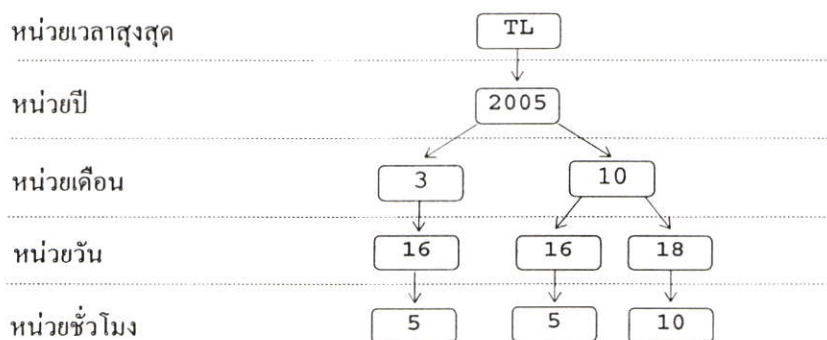 หน่วยเวลาสุงสุด TL
หน่วยปี 2005
หน่วยเดือน 3 10
หน่วยวัน 16 16 18
หน่วยชั่วโมง 5 5 10